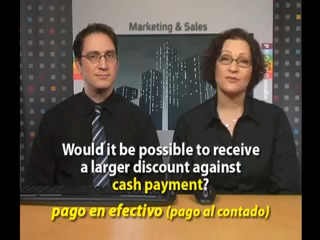 Marketing & Sales
Would it be possible to receive
a larger discount against
cash payment?
pago en efectivo (pago al contado)